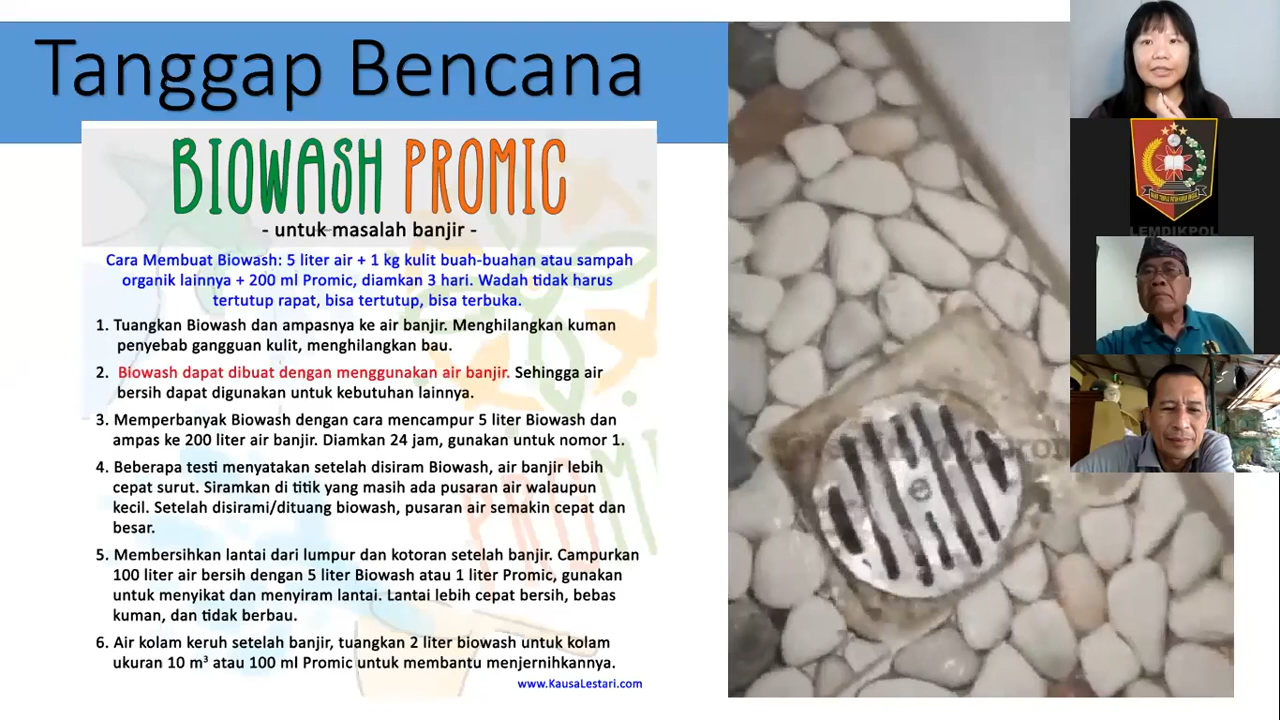 Tanggap Bencana
BIOWASH PROMIC
- untuk masalah banjir -
Cara Membuat Biowash: 5 liter air + 1 kg kulit buah-buahan atau sampah
organik lainnya + 200 ml Promic, diamkan 3 hari. Wadah tidak harus
tertutup rapat, bisa tertutup, bisa terbuka.
1. Tuangkan Biowash dan ampasnya ke air banjir. Menghilangkan kuman
penyebab gangguan kulit, menghilangkan bau.
2. Biowash dapat dibuat dengan menggunakan air banjir. Sehingga air
bersih dapat digunakan untuk kebutuhan lainnya.
3. Memperbanyak Biowash dengan cara mencampur 5 liter Biowash dan
ampas ke 200 liter air banjir. Diamkan 24 jam, gunakan untuk nomor 1.
4. Beberapa testi menyatakan setelah disiram Biowash, air banjir lebih
cepat surut. Siramkan di titik yang masih ada pusaran air walaupun
kecil. Setelah disirami/dituang biowash, pusaran air semakin cepat dan
besar.
5. Membersihkan lantai dari lumpur dan kotoran setelah banjir. Campurkan
100 liter air bersih dengan 5 liter Biowash atau 1 liter Promic, gunakan
untuk menyikat dan menyiram lantai. Lantai lebih cepat bersih, bebas
kuman, dan tidak berbau.
6. Air kolam keruh setelah banjir, tuangkan 2 liter biowash untuk kolam
ukuran 10 m³ atau 100 ml Promic untuk membantu menjernihkannya.
www.KausaLestari.com
LEMDIKPOL